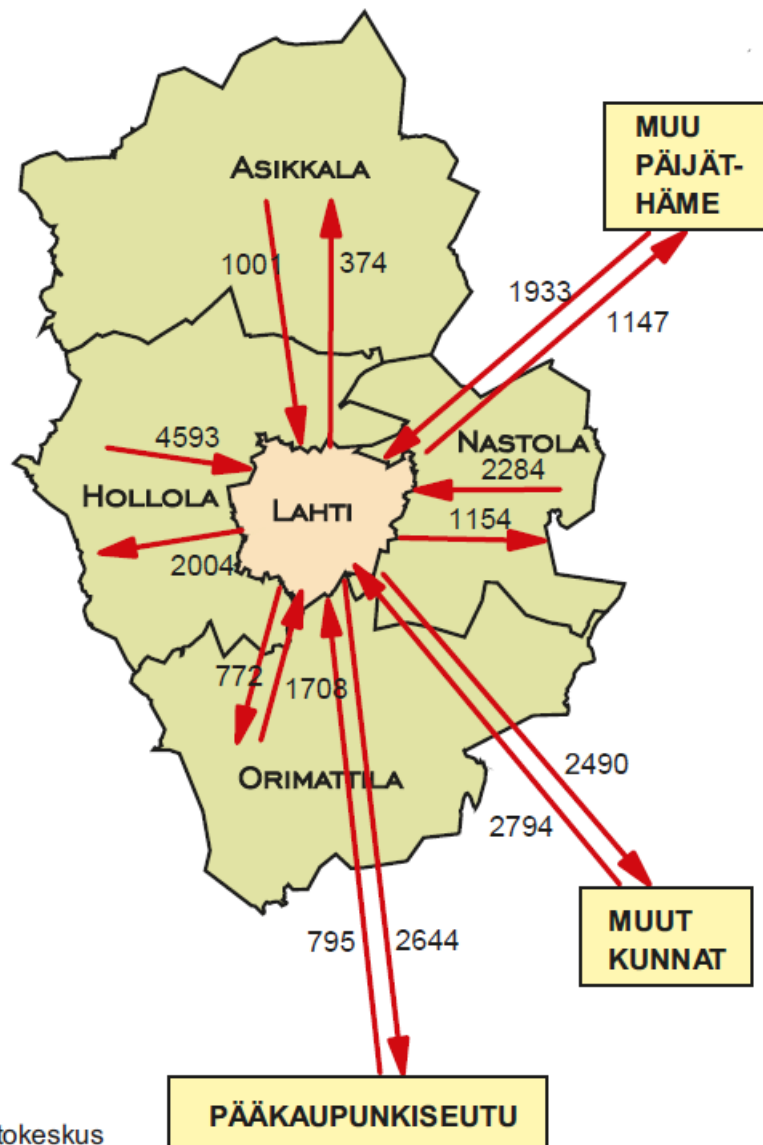 MUU
PÄIJÄT-
HÄME
ASIKKALA
1001
374
1933
1147
4593
NASTOLA
2284
HOLLOLA
LAHTI
1154
2004
772
1708
ORIMATTILA
2490
2794
795
2644
MUUT
KUNNAT
PÄÄKAUPUNKISEUTU
tokeskus